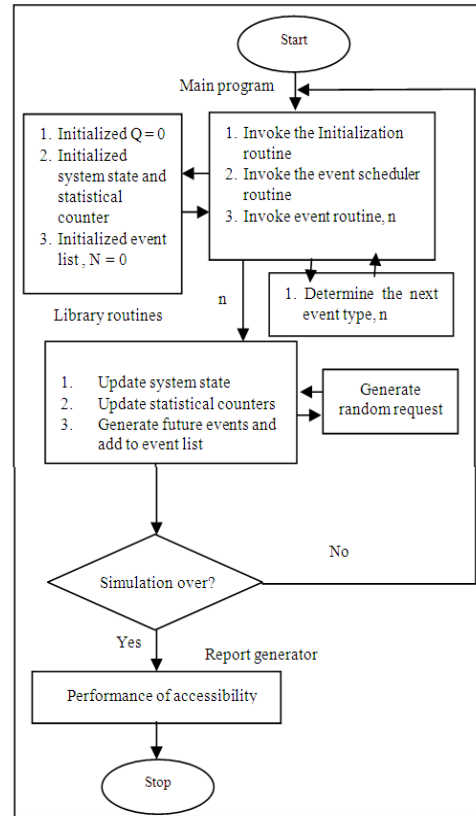 Start
Main program
1. Initialized Q = 0
2. Initialized
system state and
statistical
counter
3. Initialized event
list , N = 0
1. Invoke the Initialization
routine
2. Invoke the event scheduler
routine
3. Invoke event routine, n
1. Determine the next
event type, n
n
Library routines
1. Update system state
2. Update statistical counters
3. Generate future events and
add to event list
Generate
random request
No
Simulation over?
Yes
Report generator
Performance of accessibility
Stop